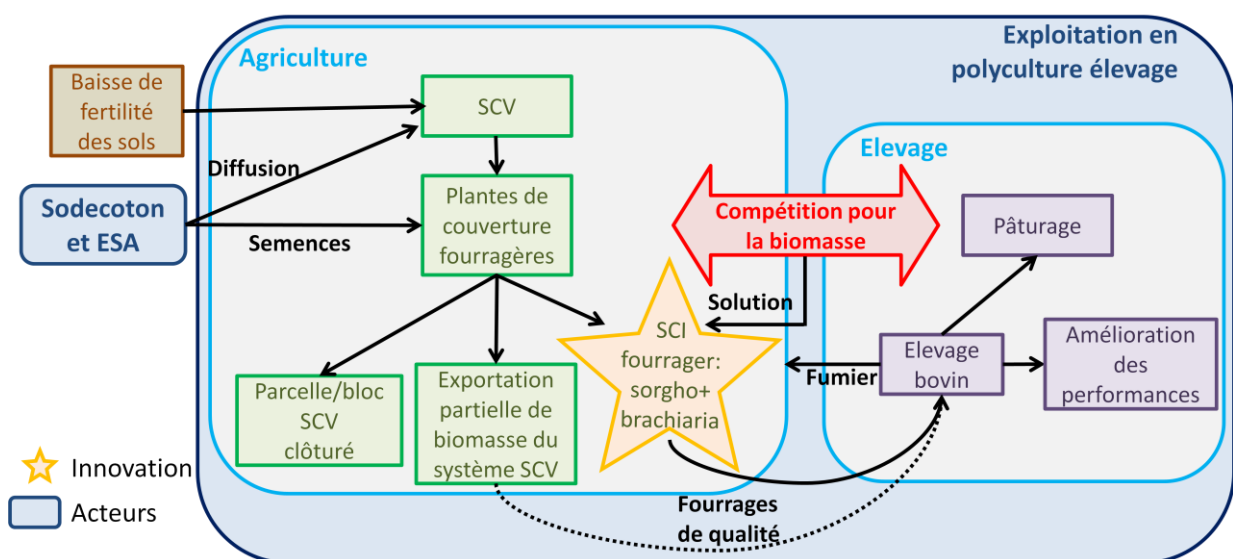 Exploitation en
polyculture élevage
Agriculture
Baisse de
fertilité
des sols
SCV
Diffusion
Sodecoton
et ESA
Semences
Plantes de
couverture
fourragères
Compétition pour
la biomasse
Solution
Elevage
Pâturage
Parcelle/bloc
SCV
clôturé
Exportation
partielle de
biomasse du
système SCV
SCI
fourrager:
sorgho+
brachiaria
Fumier
Elevage
bovin
Amélioration
des
performances
Fourrages
de qualité
Innovation
Acteurs